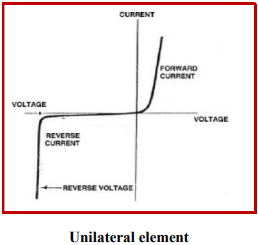 CURRENT
FORWARD
CURRENT
VOLTAGE
VOLTAGE
REVERSE
CURRENT
REVERSE VOLTAGE
Unilateral element